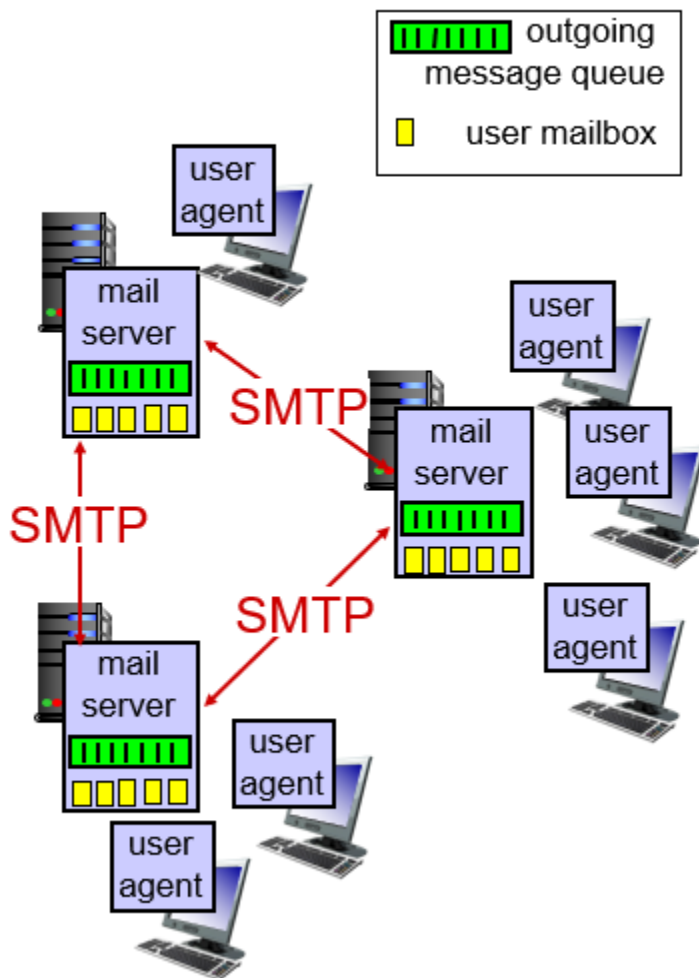 outgoing
message queue
user mailbox
user
agent
mail
server
SMTP
user
agent
mail
server
user
agent
SMTP
SMTP
user
agent
mail
server
user
agent
user
agent